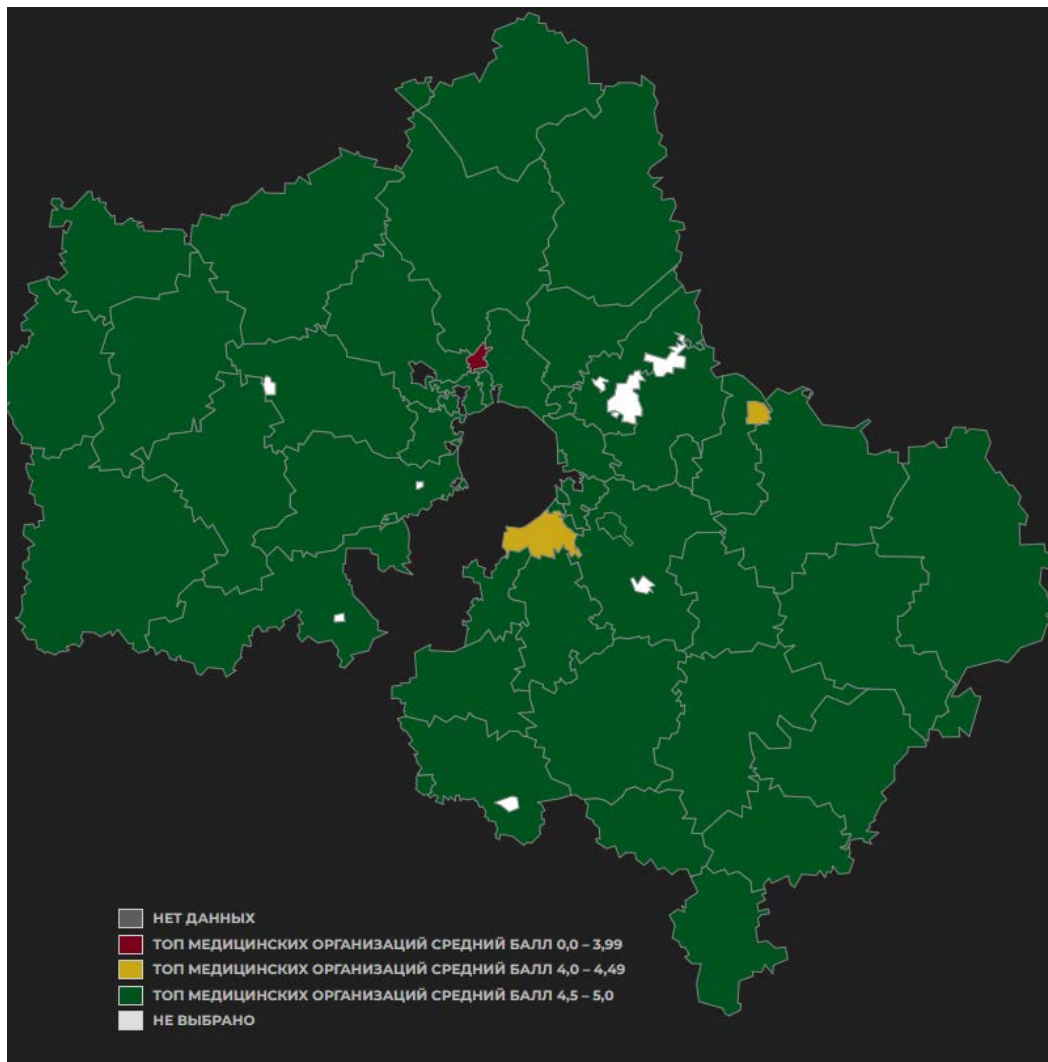 НЕТ ДАННЫХ
ТОП МЕДИЦИНСКИХ ОРГАНИЗАЦИЙ СРЕДНИЙ БАЛЛ 0,0 – 3,99
ТОП МЕДИЦИНСКИХ ОРГАНИЗАЦИЙ СРЕДНИЙ БАЛЛ 4,0 – 4,49
ТОП МЕДИЦИНСКИХ ОРГАНИЗАЦИЙ СРЕДНИЙ БАЛЛ 4,5 – 5,0
НЕ ВЫБРАНО